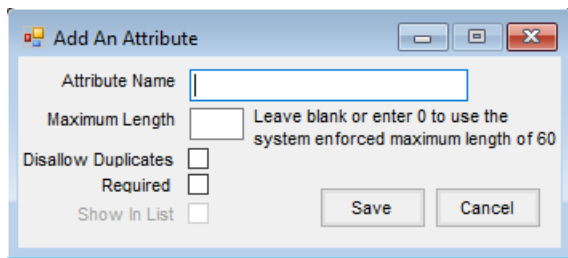 Add An Attribute
Attribute Name
Maximum Length Leave blank or enter 0 to use the
system enforced maximum length of 60
Disallow Duplicates
Required
Show In List
Save Cancel